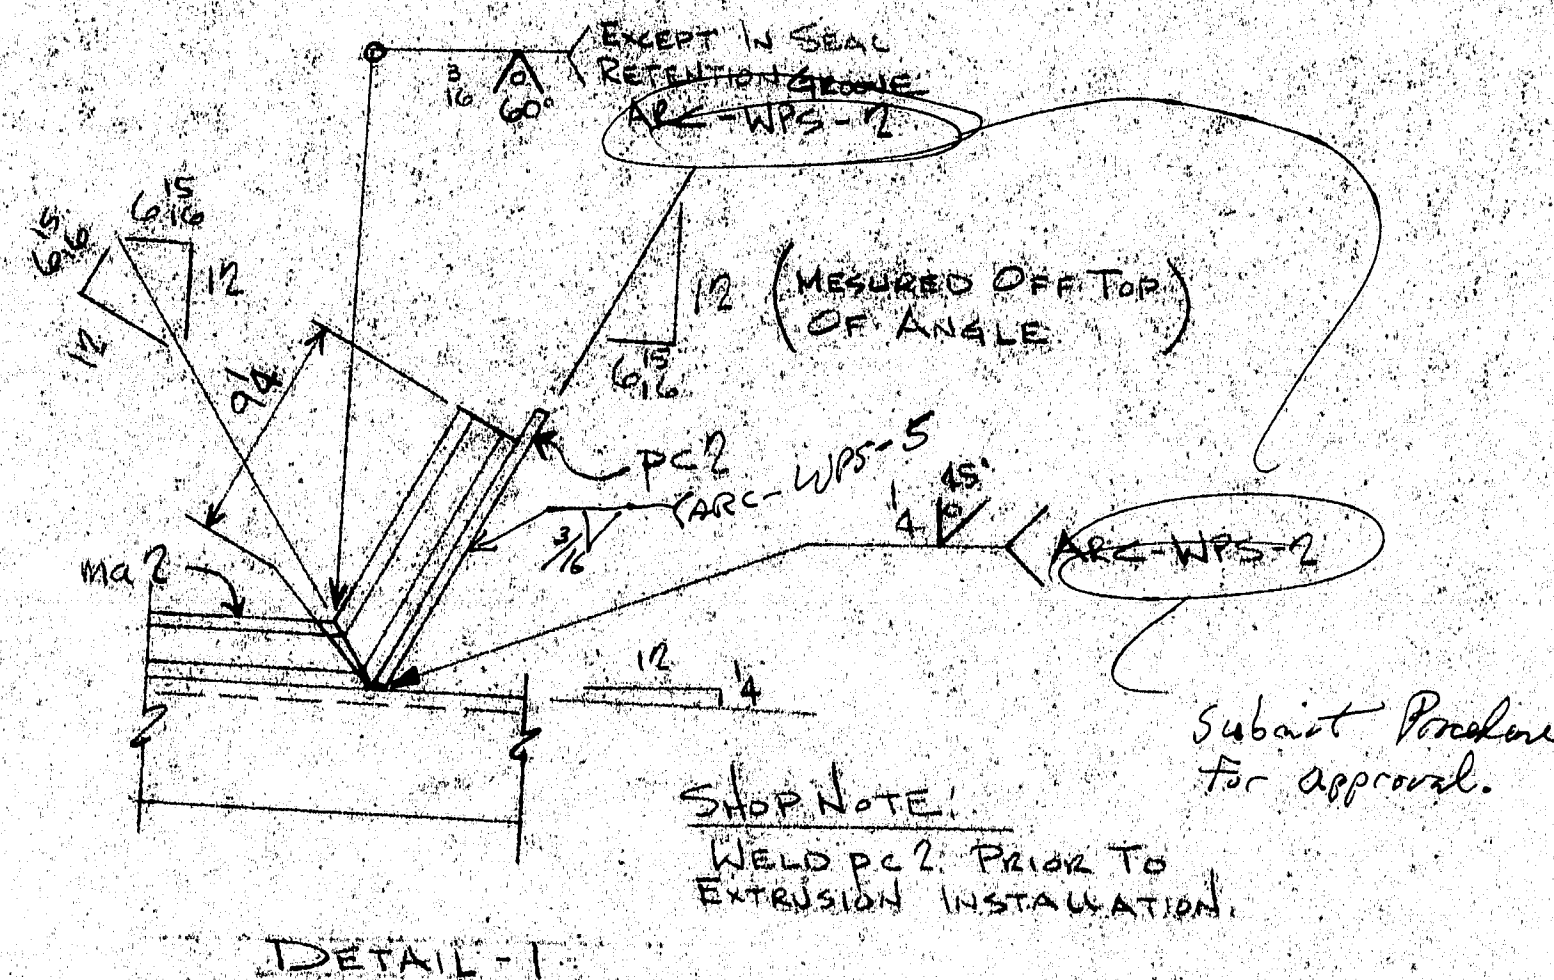 EXCEPT IN SEAL
RETENTION GROOVE
ARC-WPS-2
3/16
60°
6 15/16
12
6 15/16
12
9 1/4
12
6 15/16
(MESURED OFF TOP
OF ANGLE)
pc2
ARC-WPS-5
3/16
1/4
45°
ARC-WPS-2
ma2
12
1/4
Submit Procedure
for approval.
SHOP NOTE:
WELD pc2 PRIOR TO
EXTRUSION INSTALLATION.
DETAIL-1